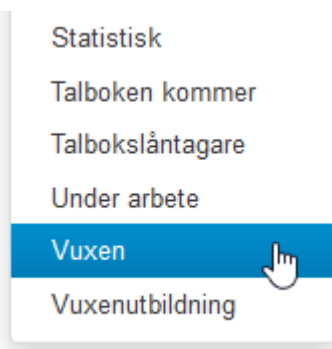 Statistisk
Talboken kommer
Talbokslåntagare
Under arbete
Vuxen
Vuxenutbildning